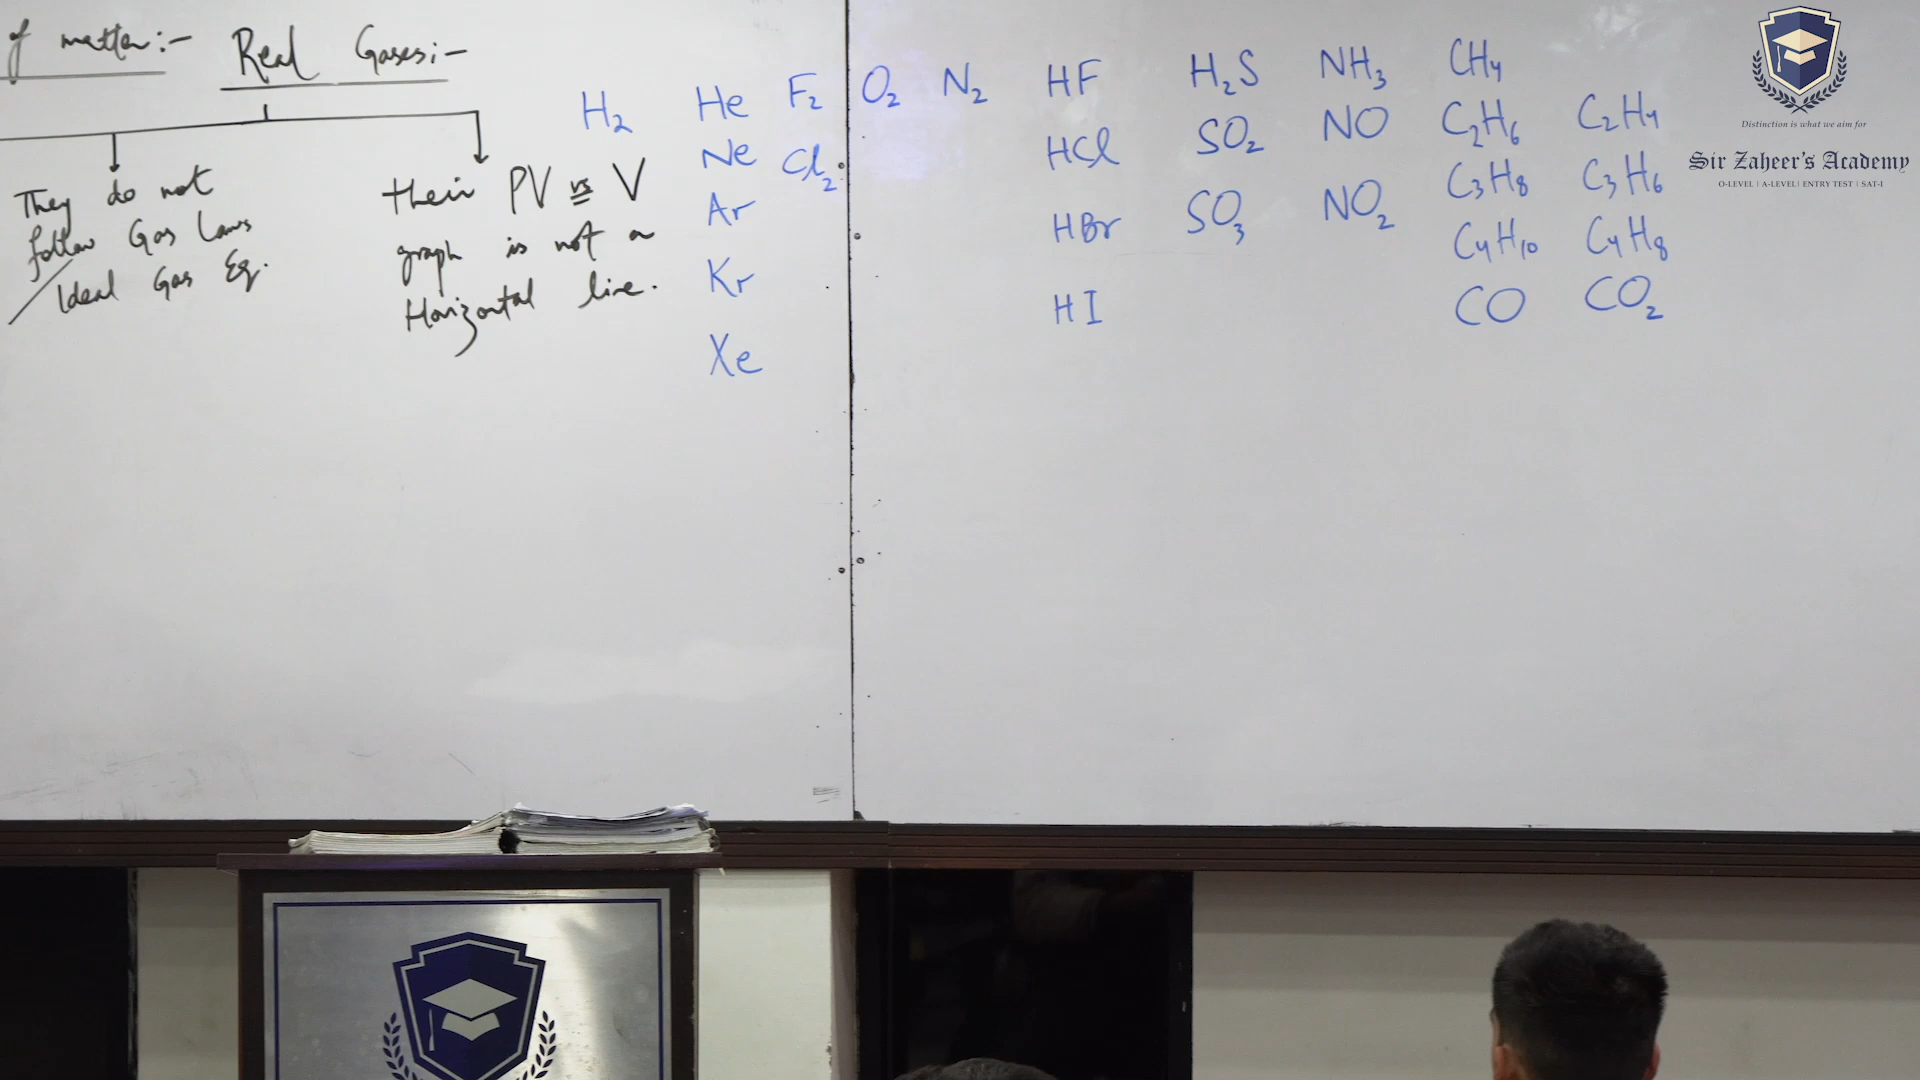 of matter:-
Real Gases:-
They do not
follow Gas Laws
/ Ideal Gas Eq.
their PV vs V
graph is not a
Horizontal line.
H₂ He F₂ O₂ N₂ HF H₂S NH₃ CH₄
Ne Cl₂ HCl SO₂ NO C₂H₆ C₂H₄
Ar HBr SO₃ NO₂ C₃H₈ C₃H₆
C₄H₁₀ C₄H₈
Kr HI CO CO₂
Xe
Distinction is what we aim for
Sir Zaheer's Academy
O-LEVEL | A-LEVEL | ENTRY TEST | SAT-I